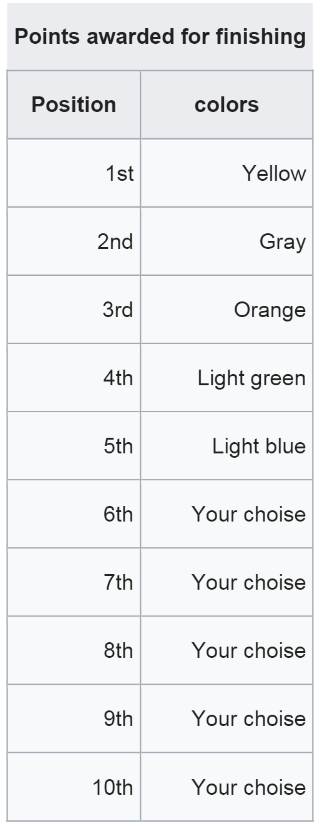 Points awarded for finishing
Position colors
1st Yellow
2nd Gray
3rd Orange
4th Light green
5th Light blue
6th Your choise
7th Your choise
8th Your choise
9th Your choise
10th Your choise